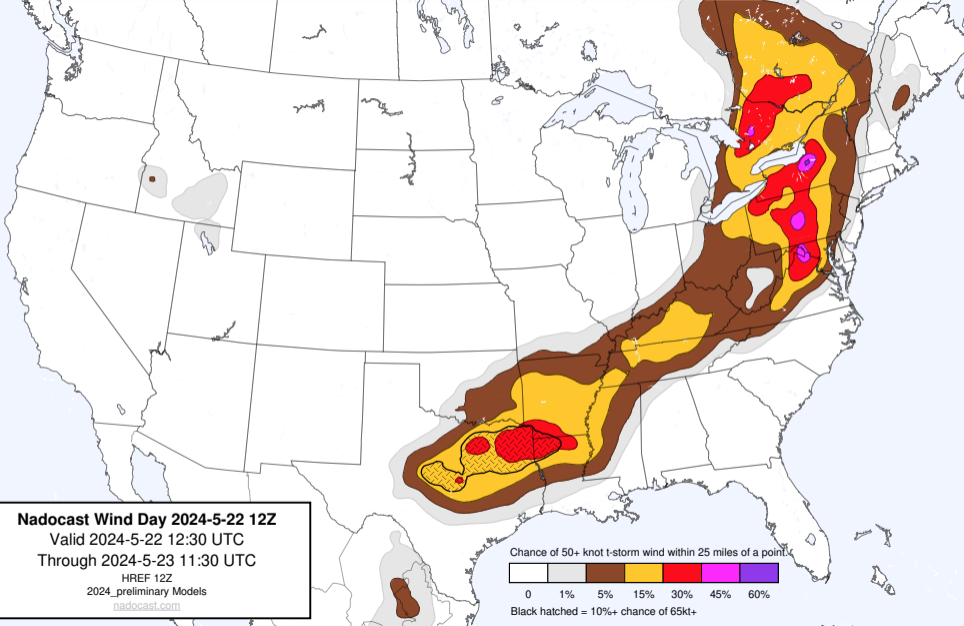 Nadocast Wind Day 2024-5-22 12Z
Valid 2024-5-22 12:30 UTC
Through 2024-5-23 11:30 UTC
HREF 12Z
2024_preliminary Models
nadocast.com
Chance of 50+ knot t-storm wind within 25 miles of a point.
0 1% 5% 15% 30% 45% 60%
Black hatched = 10%+ chance of 65kt+